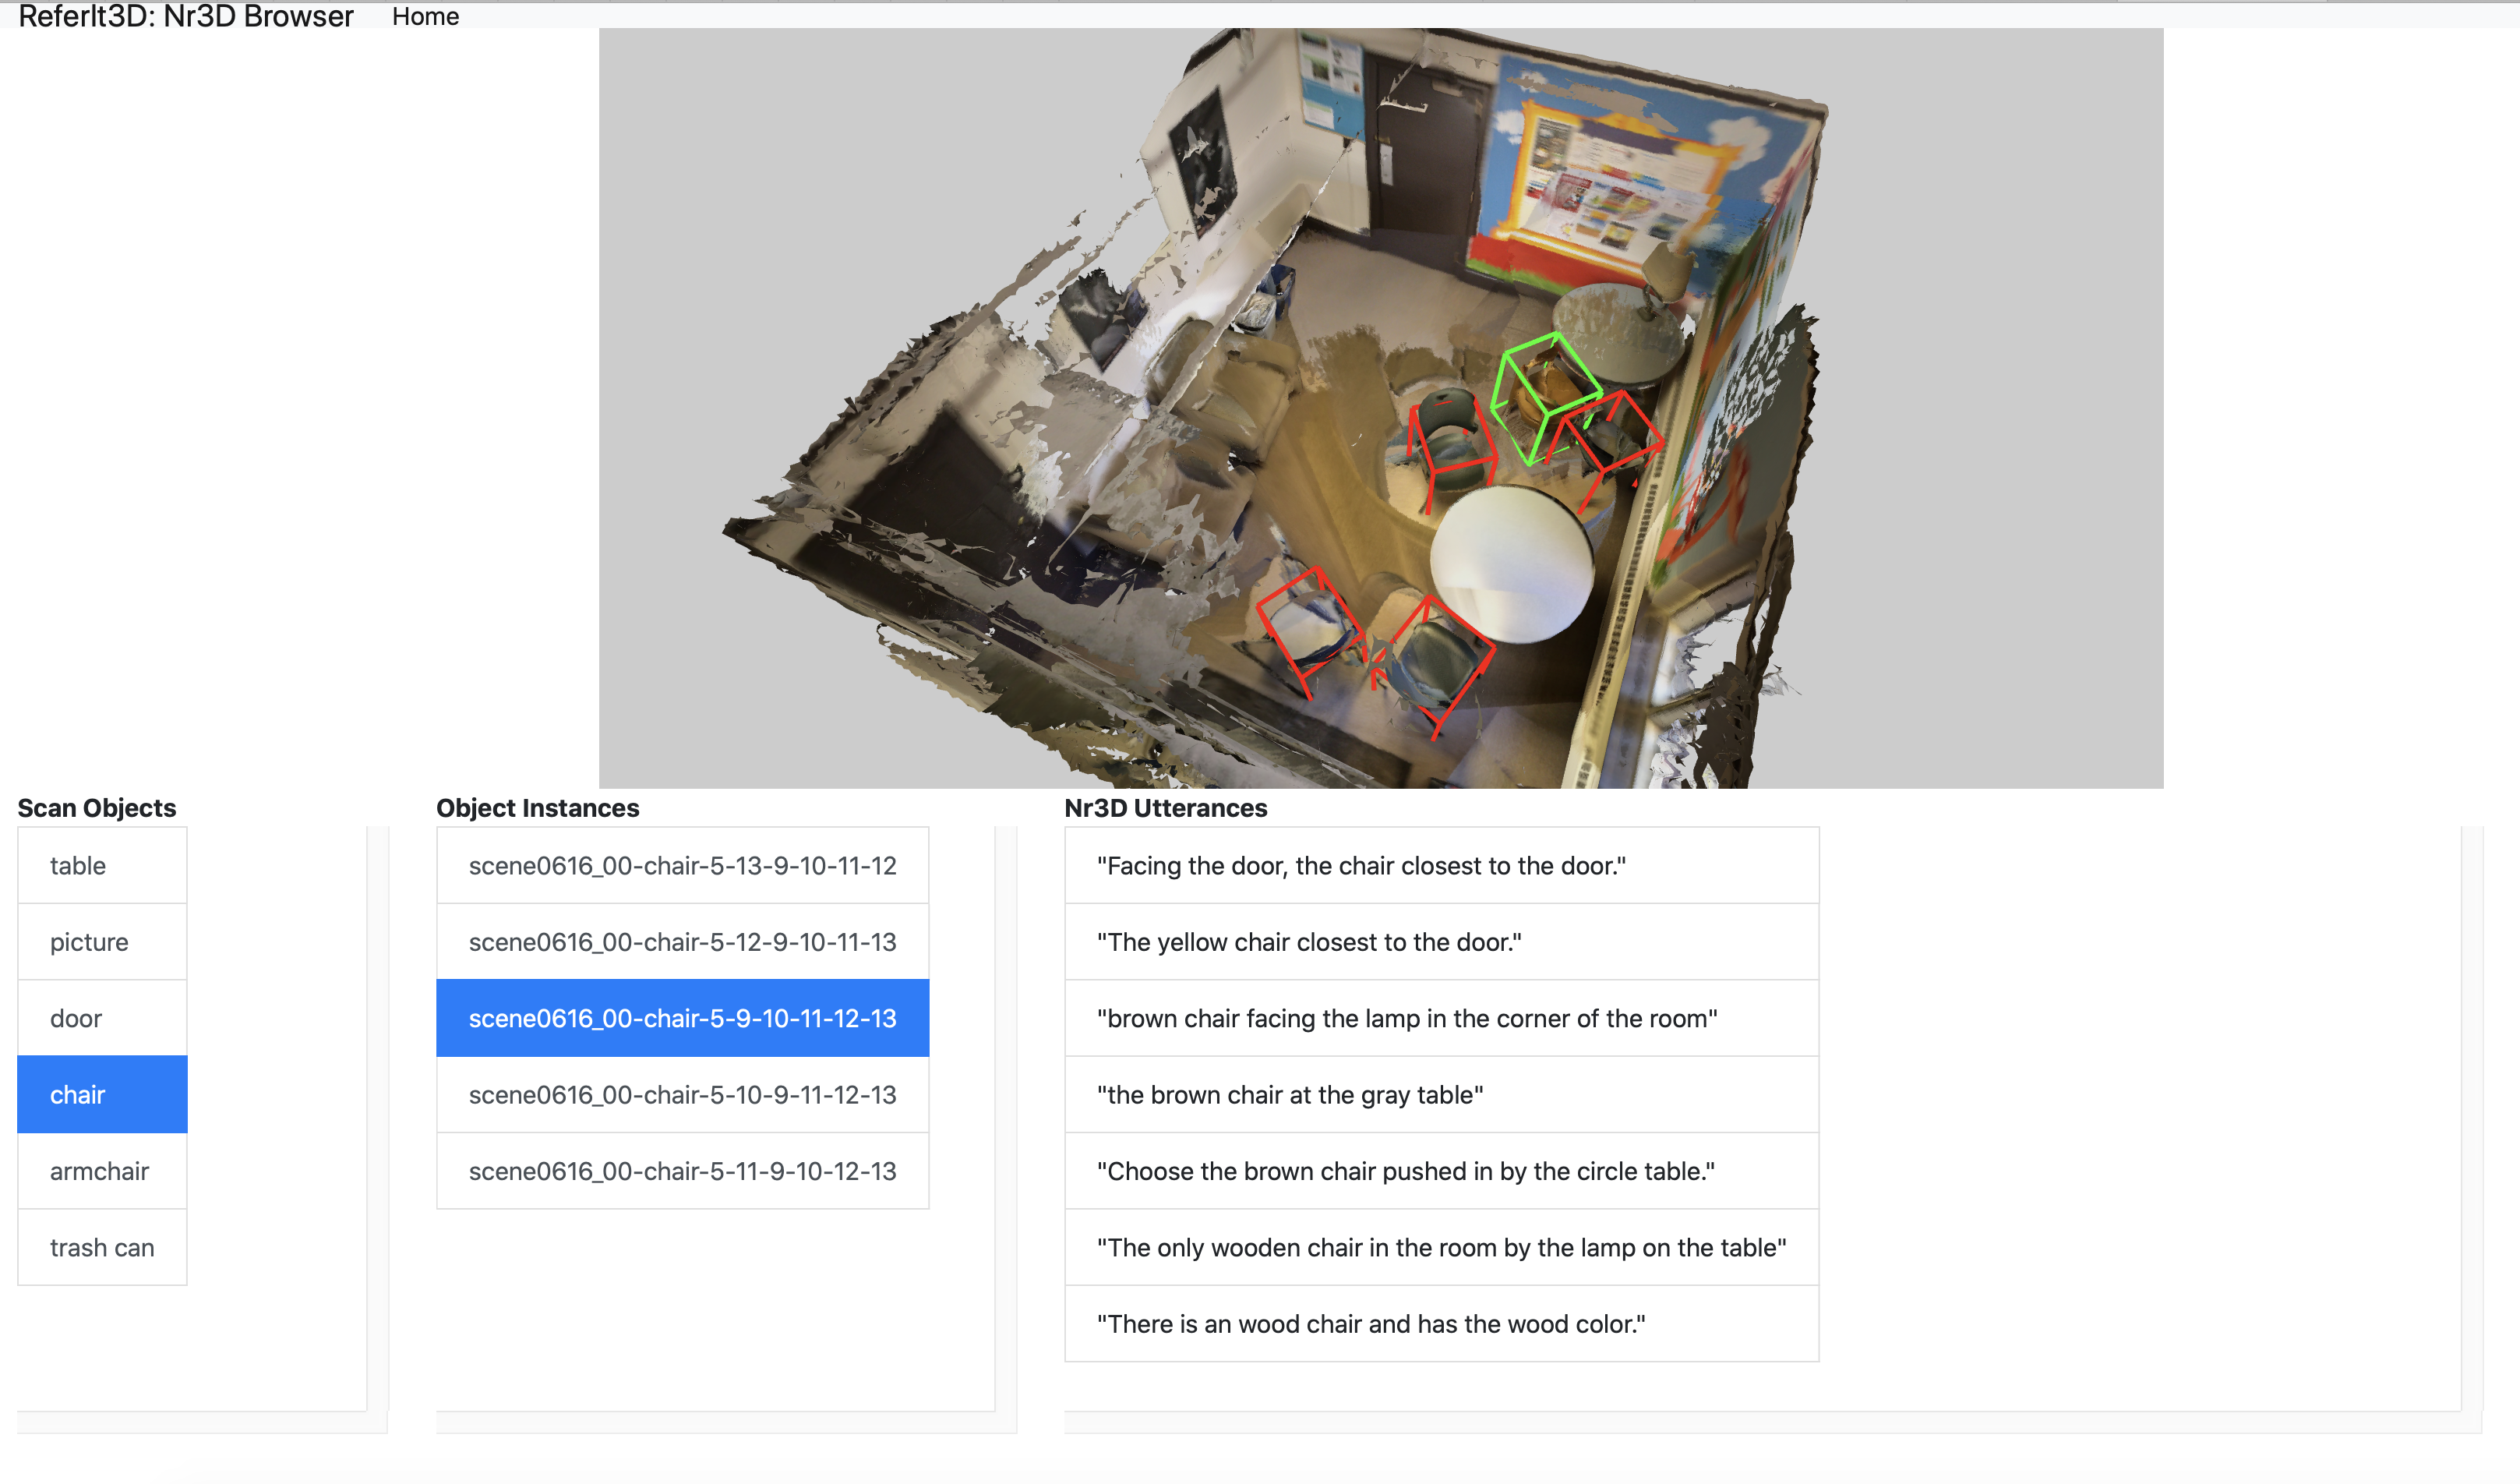 ReferIt3D: Nr3D Browser Home
Scan Objects
table
picture
door
chair
armchair
trash can
Object Instances
scene0616_00-chair-5-13-9-10-11-12
scene0616_00-chair-5-12-9-10-11-13
scene0616_00-chair-5-9-10-11-12-13
scene0616_00-chair-5-10-9-11-12-13
scene0616_00-chair-5-11-9-10-12-13
Nr3D Utterances
"Facing the door, the chair closest to the door."
"The yellow chair closest to the door."
"brown chair facing the lamp in the corner of the room"
"the brown chair at the gray table"
"Choose the brown chair pushed in by the circle table."
"The only wooden chair in the room by the lamp on the table"
"There is an wood chair and has the wood color."